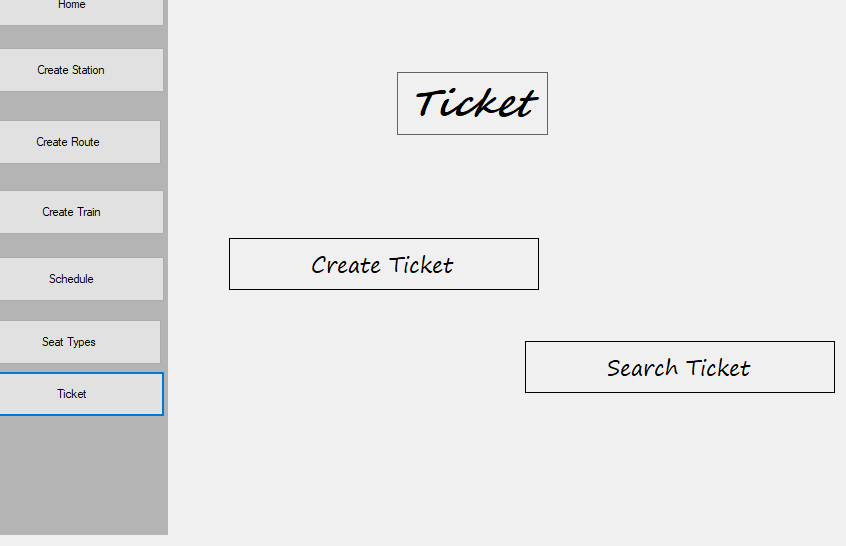 Home
Create Station
Create Route
Create Train
Schedule
Seat Types
Ticket
Ticket
Create Ticket
Search Ticket